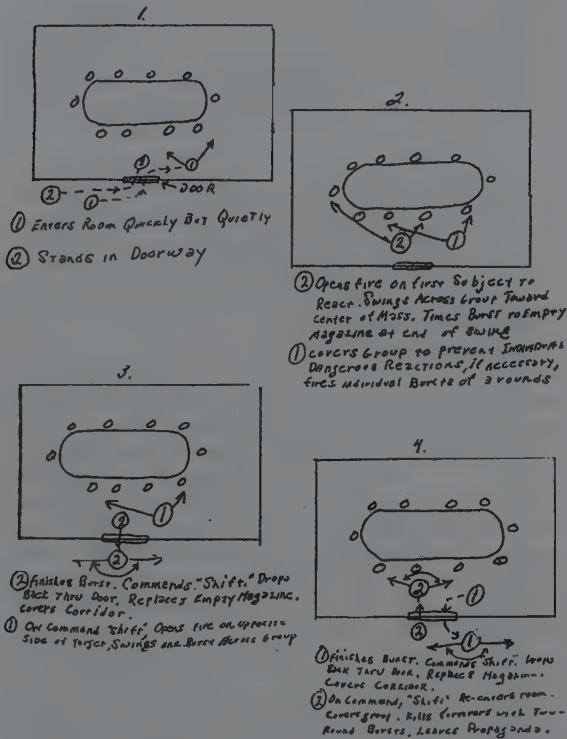 1.
DOOR
① ENTERS ROOM QUICKLY BUT QUIETLY
② STANDS IN DOORWAY
2.
② OPENS FIRE ON FIRST SUBJECT TO
REACT. SWINGS ACROSS GROUP TOWARD
CENTER OF MASS. TIMES BURST TO EMPTY
MAGAZINE AT END OF SWING
① COVERS GROUP TO PREVENT INDIVIDUAL
DANGEROUS REACTIONS, IF NECESSARY,
FIRES INDIVIDUAL BURSTS OF 3 ROUNDS
3.
② FINISHES BURST. COMMANDS "SHIFT." DROPS
BACK THRU DOOR, REPLACES EMPTY MAGAZINE.
COVERS CORRIDOR.
① ON COMMAND "SHIFT", OPENS FIRE ON OPPOSITE
SIDE OF TARGET, SWINGS ONE BURST ACROSS GROUP
4.
① FINISHES BURST. COMMANDS "SHIFT". DROPS
BACK THRU DOOR. REPLACES MAGAZINE.
COVERS CORRIDOR.
② ON COMMAND, "SHIFT" RE-ENTERS ROOM.
COVERS GROUP. KILLS SURVIVORS WITH TWO-
ROUND BURSTS. LEAVES PROPAGANDA.